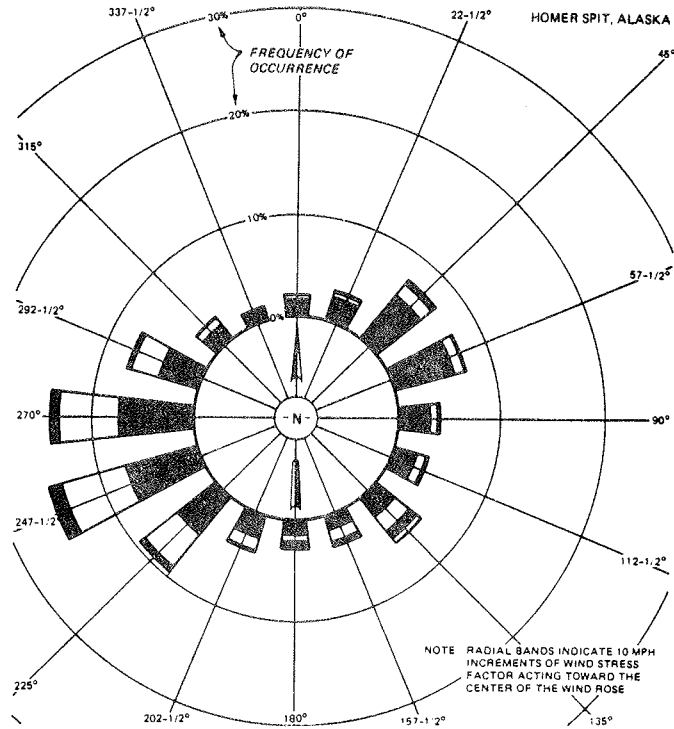 337-1/2°
30%
0°
22-1/2°
HOMER SPIT, ALASKA
FREQUENCY OF
OCCURRENCE
45°
20%
315°
10%
57-1/2°
292-1/2°
0%
270°
N
90°
247-1/2°
112-1/2°
NOTE RADIAL BANDS INDICATE 10 MPH
INCREMENTS OF WIND STRESS
FACTOR ACTING TOWARD THE
CENTER OF THE WIND ROSE
225°
202-1/2°
180°
157-1/2°
135°